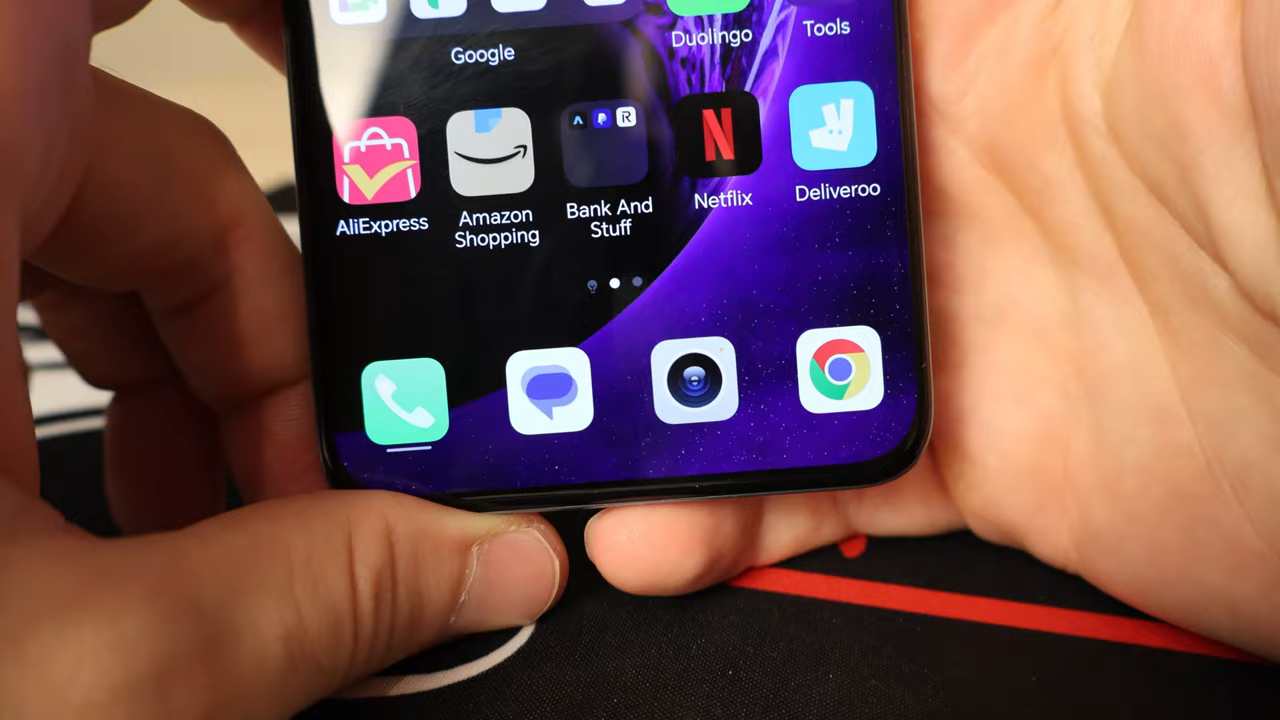 Google
Duolingo
Tools
AliExpress
Amazon
Shopping
Bank And
Stuff
N
Netflix
Deliveroo